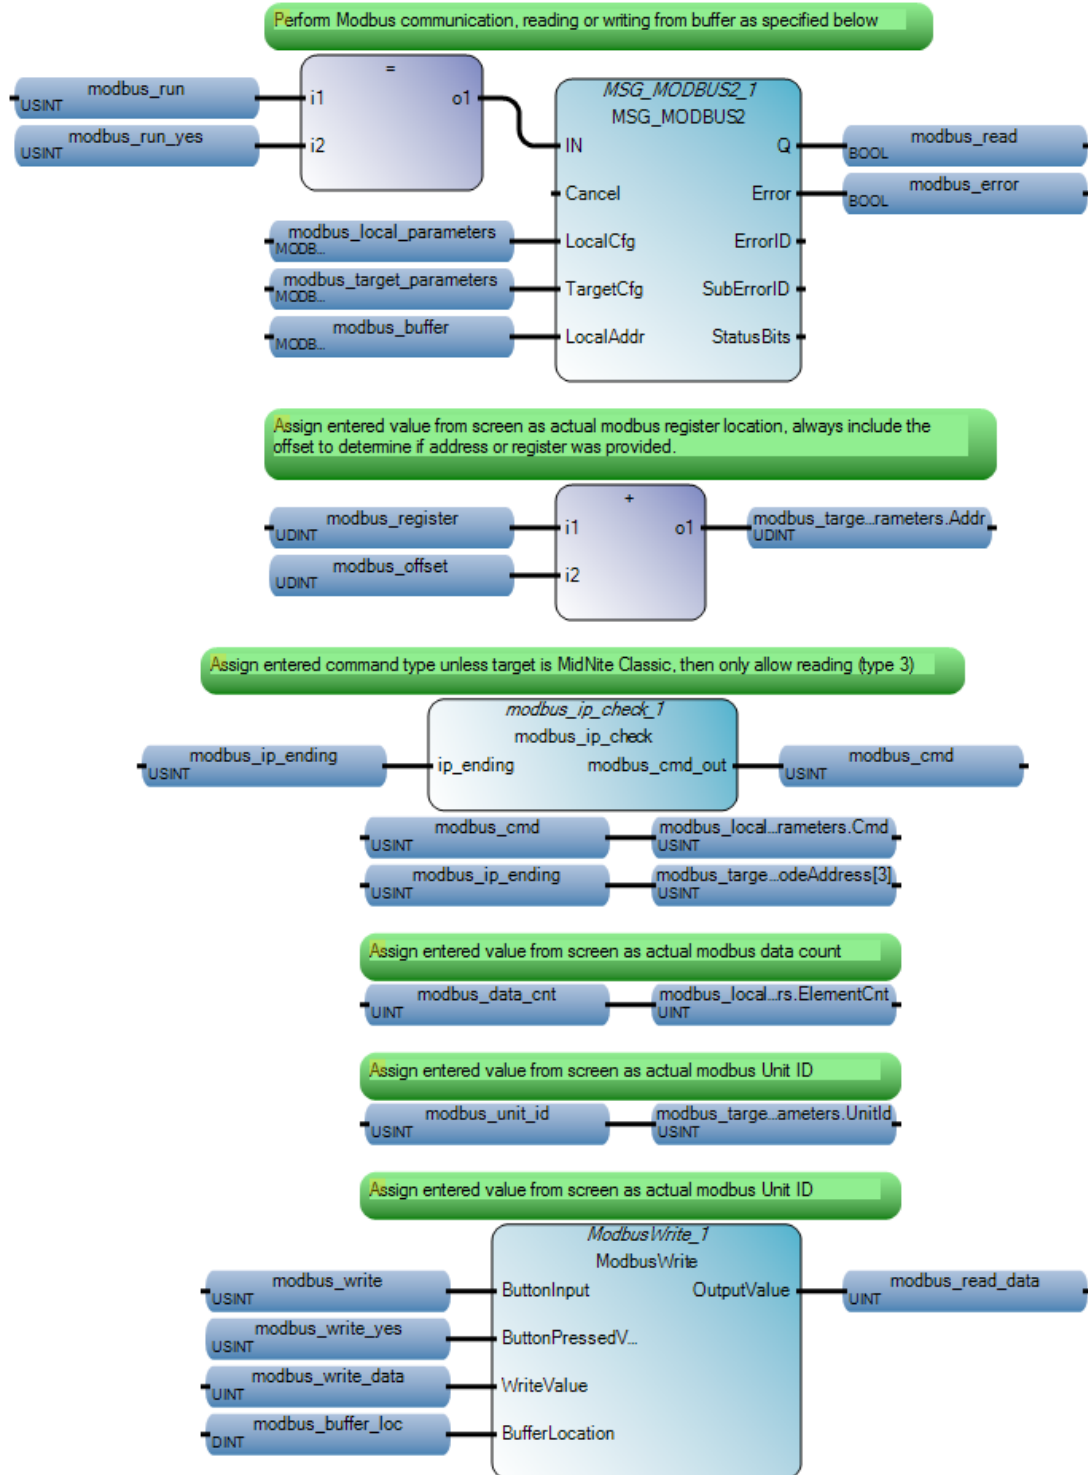 Perform Modbus communication, reading or writing from buffer as specified below
=
modbus_run
USINT
i1
o1
modbus_run_yes
USINT
i2
MSG_MODBUS2_1
MSG_MODBUS2
IN
Q
modbus_read
BOOL
Cancel
Error
modbus_error
BOOL
modbus_local_parameters
MODB...
LocalCfg
ErrorID
modbus_target_parameters
MODB...
TargetCfg
SubErrorID
modbus_buffer
MODB...
LocalAddr
StatusBits
Assign entered value from screen as actual modbus register location, always include the
offset to determine if address or register was provided.
+
modbus_register
UDINT
i1
o1
modbus_targe...rameters.Addr
UDINT
modbus_offset
UDINT
i2
Assign entered command type unless target is MidNite Classic, then only allow reading (type 3)
modbus_ip_check_1
modbus_ip_check
modbus_ip_ending
USINT
ip_ending
modbus_cmd_out
modbus_cmd
USINT
modbus_cmd
USINT
modbus_local...rameters.Cmd
USINT
modbus_ip_ending
USINT
modbus_targe...odeAddress[3]
USINT
Assign entered value from screen as actual modbus data count
modbus_data_cnt
UINT
modbus_local...rs.ElementCnt
UINT
Assign entered value from screen as actual modbus Unit ID
modbus_unit_id
USINT
modbus_targe...ameters.UnitId
USINT
Assign entered value from screen as actual modbus Unit ID
ModbusWrite_1
ModbusWrite
modbus_write
USINT
ButtonInput
OutputValue
modbus_read_data
UINT
modbus_write_yes
USINT
ButtonPressedV...
modbus_write_data
UINT
WriteValue
modbus_buffer_loc
DINT
BufferLocation